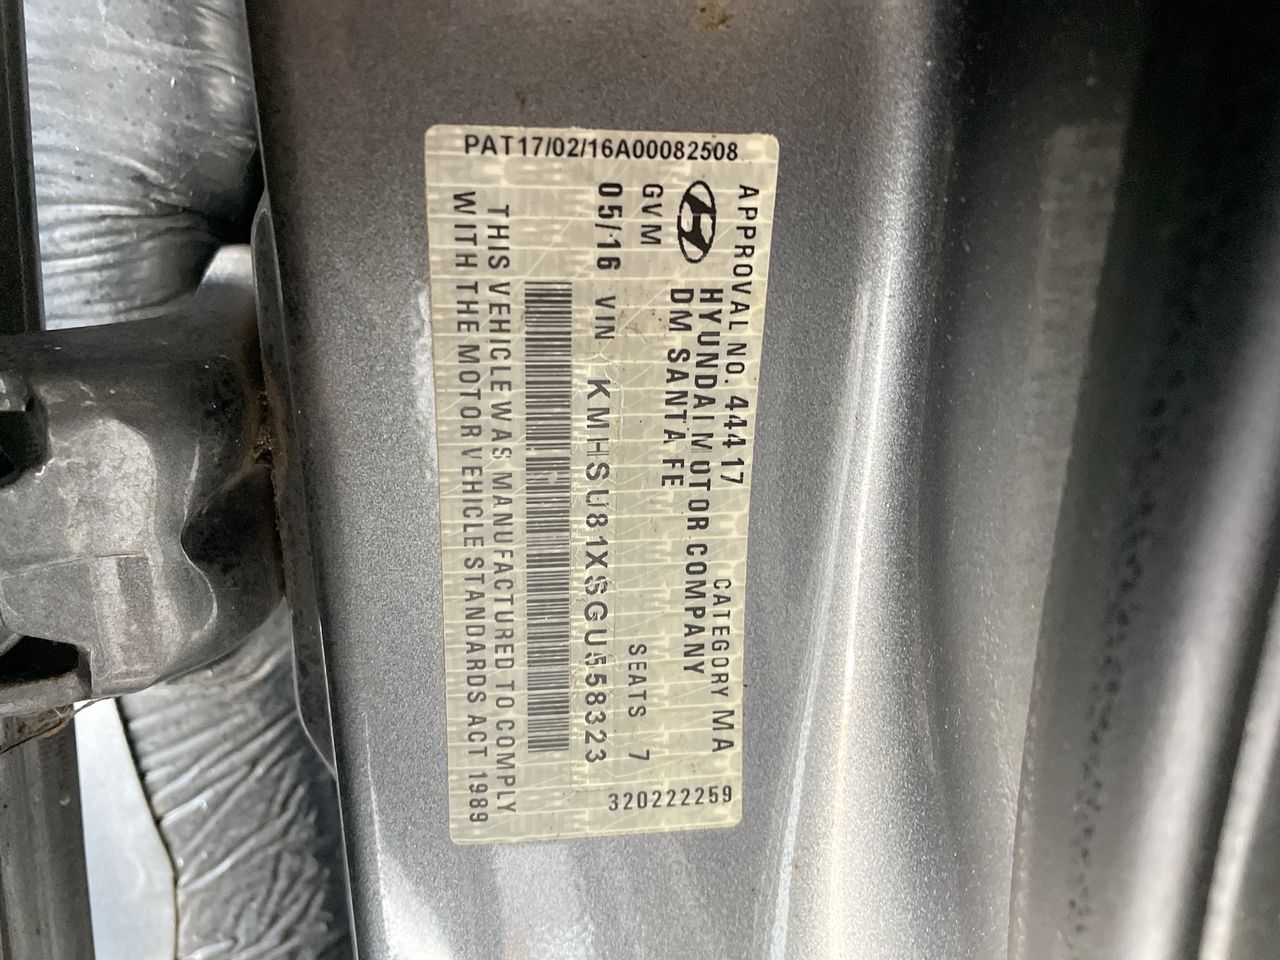 PAT17/02/16A00082508
APPROVAL NO. 44417 CATEGORY MA
HYUNDAI MOTOR COMPANY
DM SANTA FE
GVM SEATS 7
05/16 VIN KMHSU81XSGU558323
THIS VEHICLE WAS MANUFACTURED TO COMPLY
WITH THE MOTOR VEHICLE STANDARDS ACT 1989
320222259